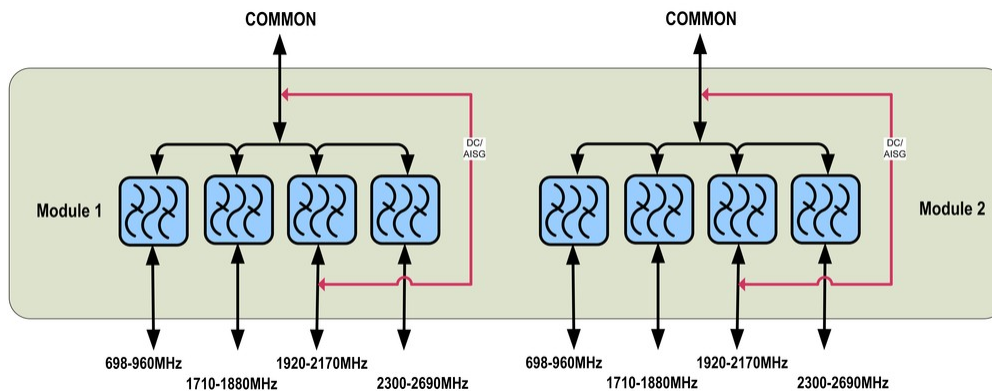 COMMON
COMMON
DC/
AISG
DC/
AISG
Module 1
Module 2
698-960MHz
1920-2170MHz
698-960MHz
1920-2170MHz
1710-1880MHz
2300-2690MHz
1710-1880MHz
2300-2690MHz